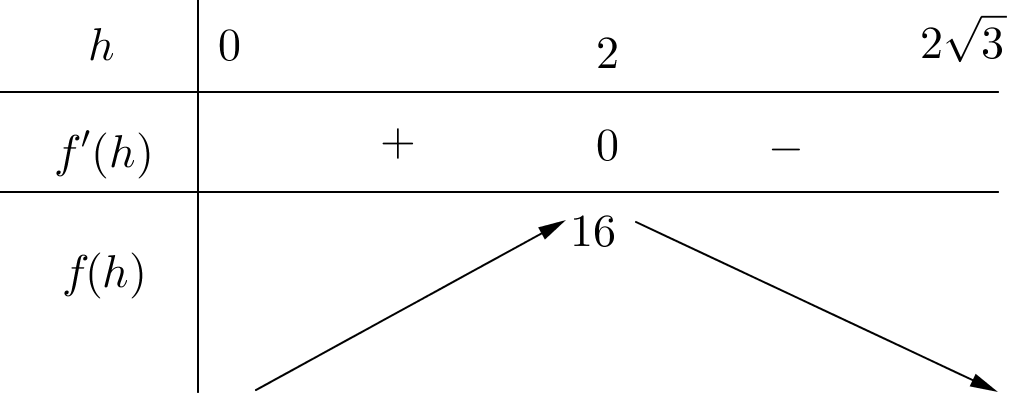 h 0 2 2√3
f′(h) + 0 −
f(h) 16